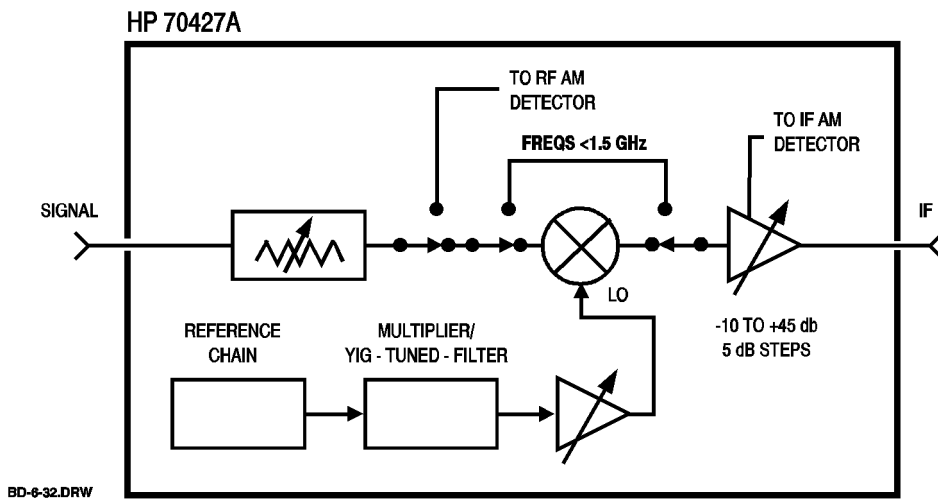 HP 70427A
TO RF AM
DETECTOR
TO IF AM
DETECTOR
FREQS <1.5 GHz
SIGNAL
IF
LO
-10 TO +45 db
5 dB STEPS
REFERENCE
CHAIN
MULTIPLIER/
YIG - TUNED - FILTER
BD-6-32.DRW